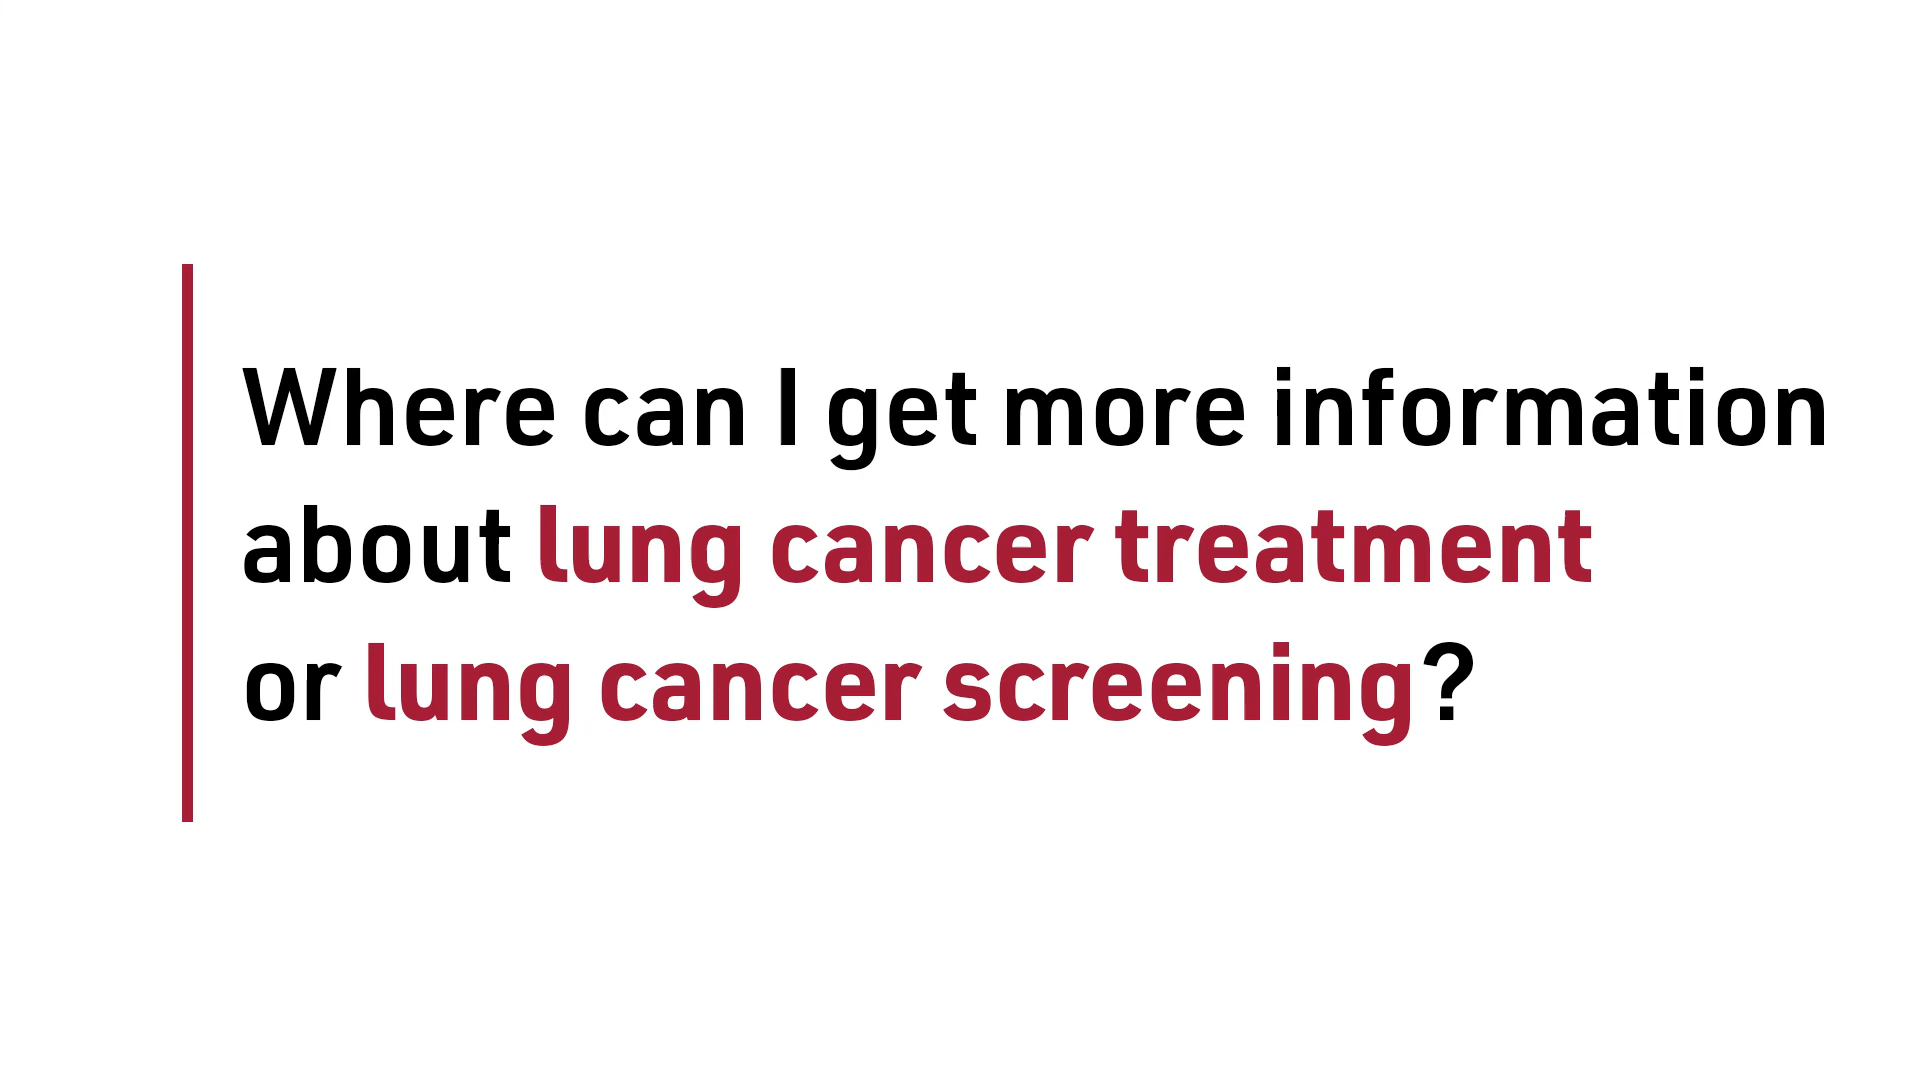 Where can I get more information
about lung cancer treatment
or lung cancer screening?